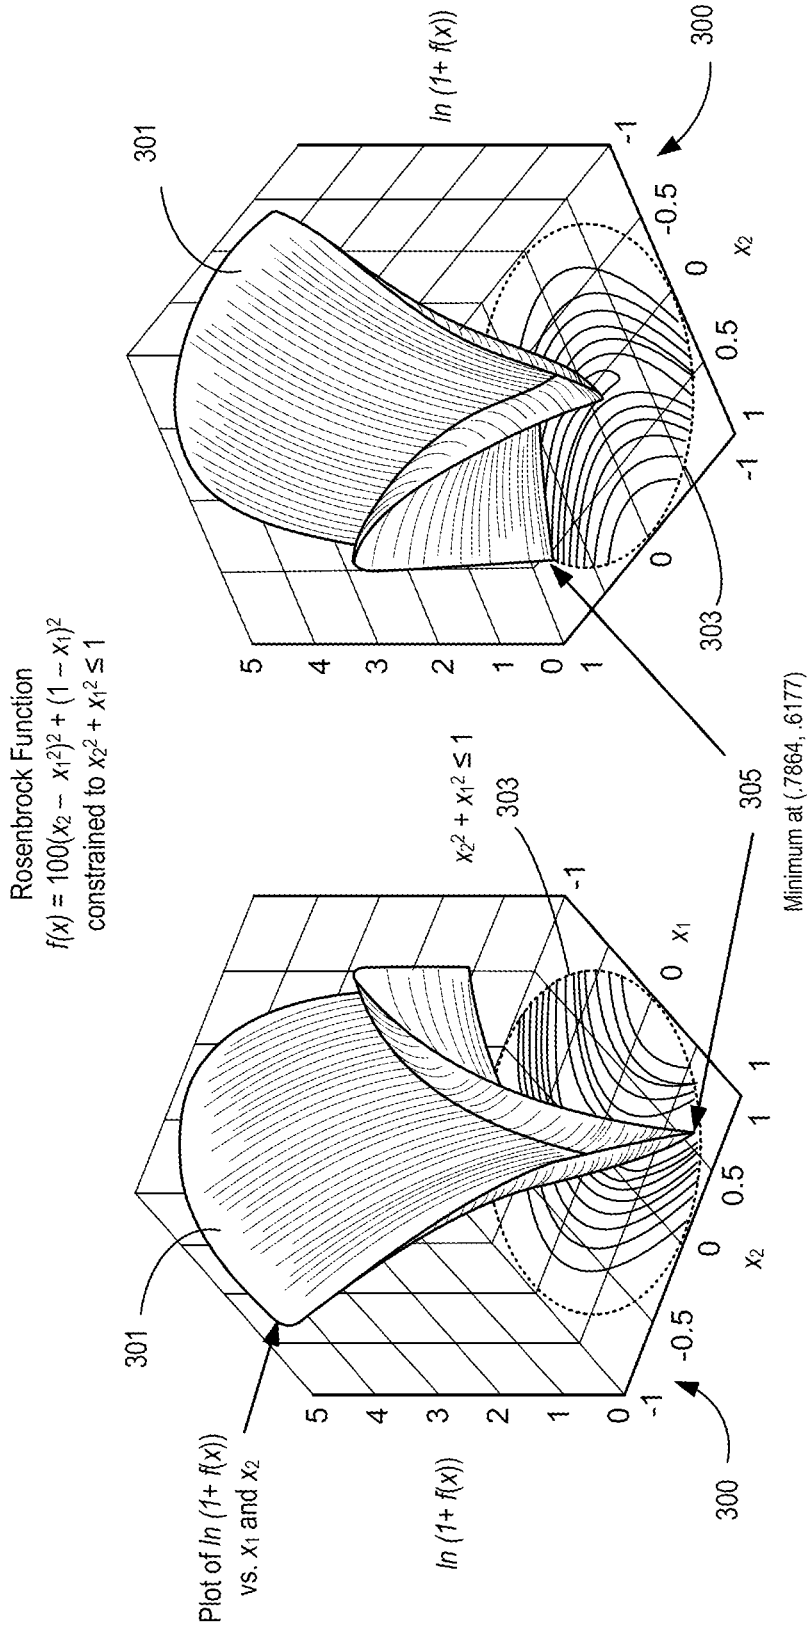 Rosenbrock Function
f(x) = 100(x₂ − x₁²)² + (1 − x₁)²
constrained to x₂² + x₁² ≤ 1
Plot of ln (1+ f(x))
vs. x₁ and x₂
301
ln (1+ f(x))
5
4
3
2
1
0
-1
-0.5
0
0.5
1
x₂
1
0
-1
x₁
x₂² + x₁² ≤ 1
303
300
305
Minimum at (.7864, .6177)
301
ln (1+ f(x))
5
4
3
2
1
0
1
0
-1
1
0.5
0
-0.5
-1
x₂
303
300